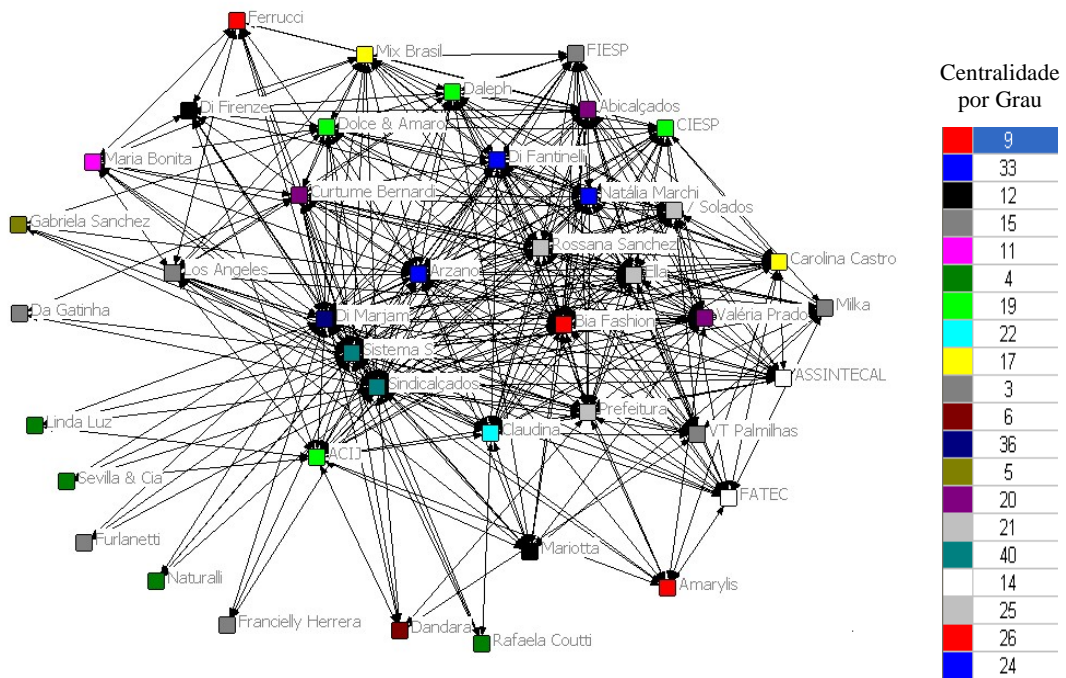 Ferrucci
Mix Brasil
FIESP
Daleph
Di Firenze
Abicalçados
Dolce & Amaro
CIESP
Maria Bonita
Di Fantinelli
Curtume Bernardi
Natália Marchi
Solados
Gabriela Sanchez
Rossana Sanchez
Los Angeles
Arzano
Ella
Carolina Castro
Da Gatinha
Di Marjam
Bia Fashion
Valéria Prado
Milka
Sistema S
ASSINTECAL
Sindicalçados
Prefeitura
Linda Luz
Claudina
VT Palmilhas
ACIJ
Sevilla & Cia
FATEC
Furlanetti
Mariotta
Naturalli
Amarylis
Francielly Herrera
Dandara
Rafaela Coutti
Centralidade
por Grau
9
33
12
15
11
4
19
22
17
3
6
36
5
20
21
40
14
25
26
24